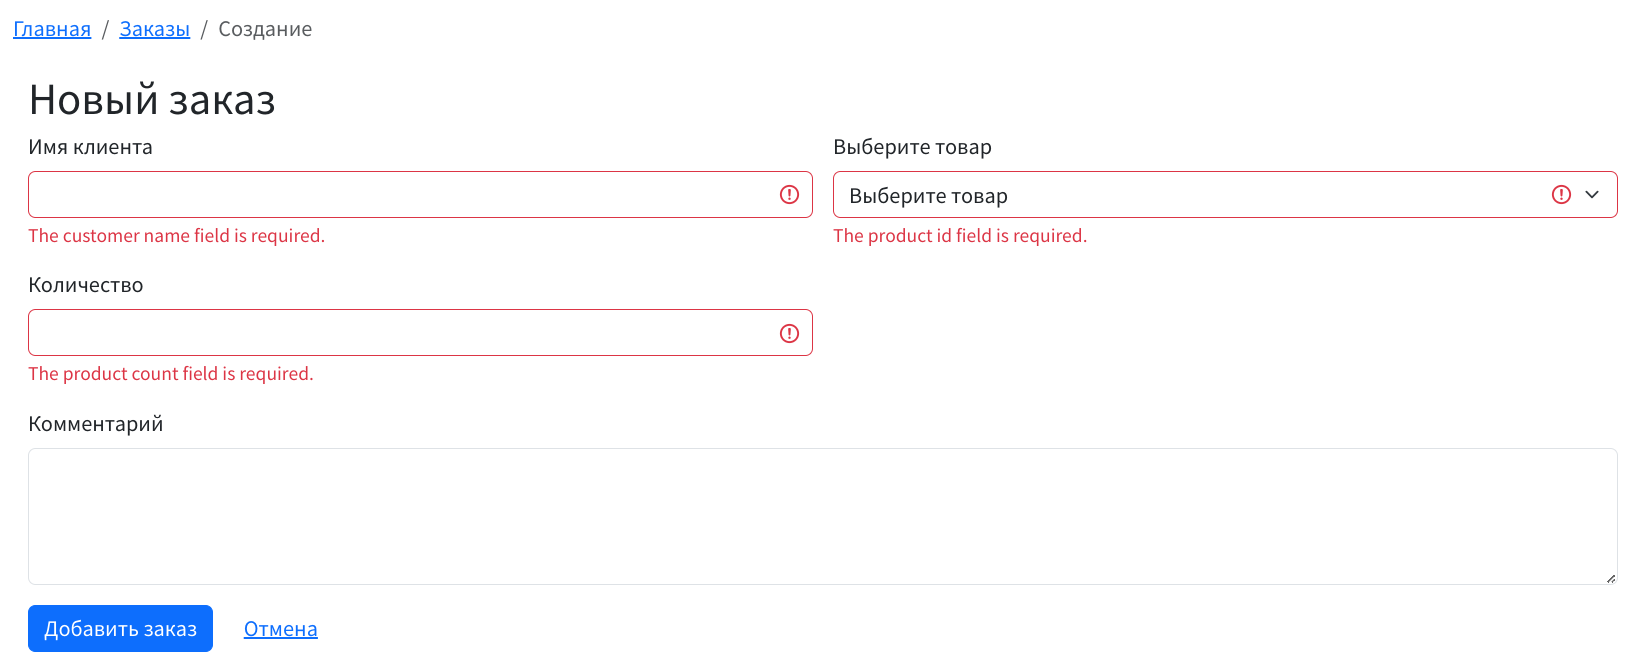 Главная / Заказы / Создание
Новый заказ
Имя клиента
The customer name field is required.
Выберите товар
Выберите товар
The product id field is required.
Количество
The product count field is required.
Комментарий
Добавить заказ
Отмена